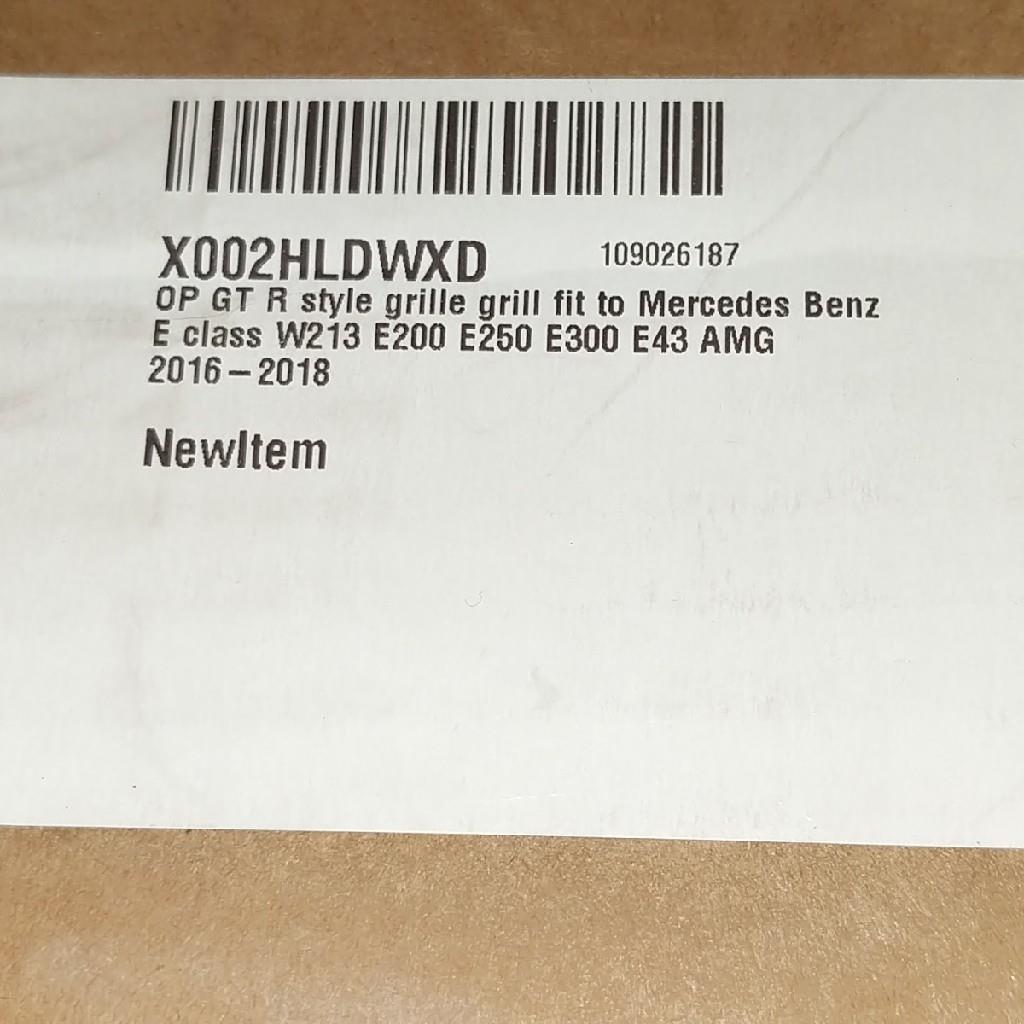 X002HLDWXD 109026187
OP GT R style grille grill fit to Mercedes Benz
E class W213 E200 E250 E300 E43 AMG
2016-2018
NewItem